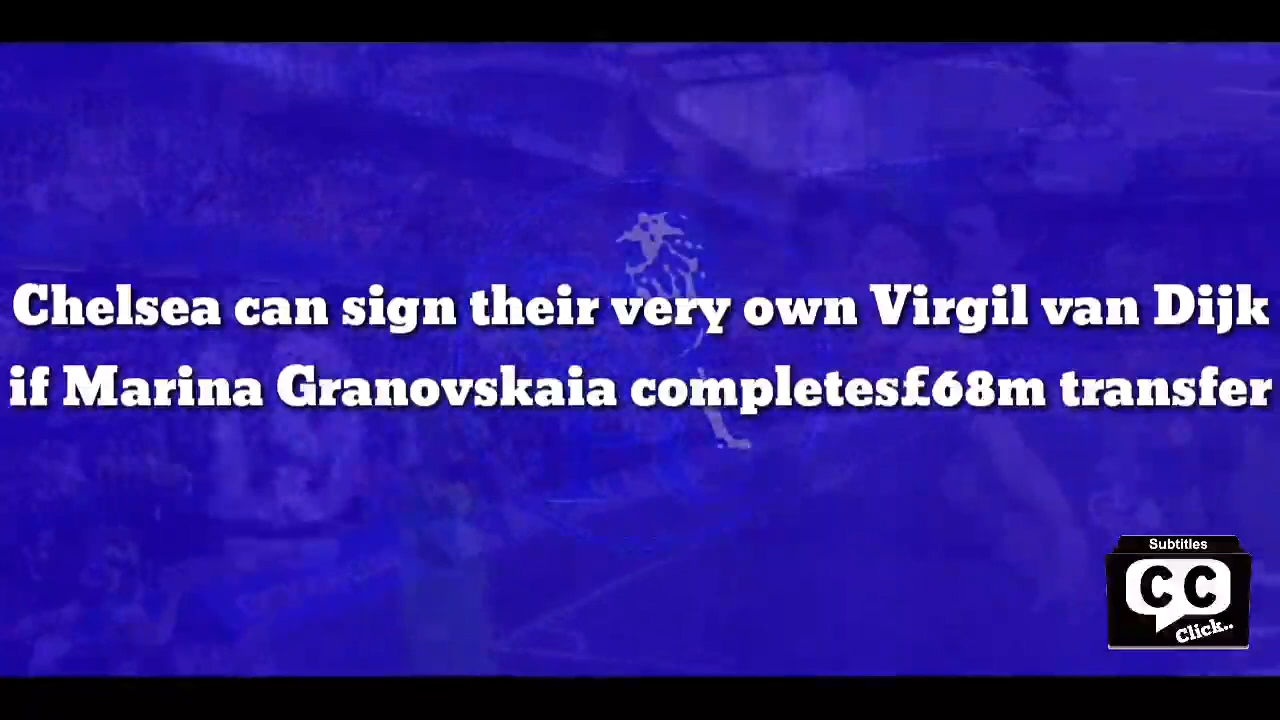 Chelsea can sign their very own Virgil van Dijk
if Marina Granovskaia completes£68m transfer
Subtitles
CC
Click..